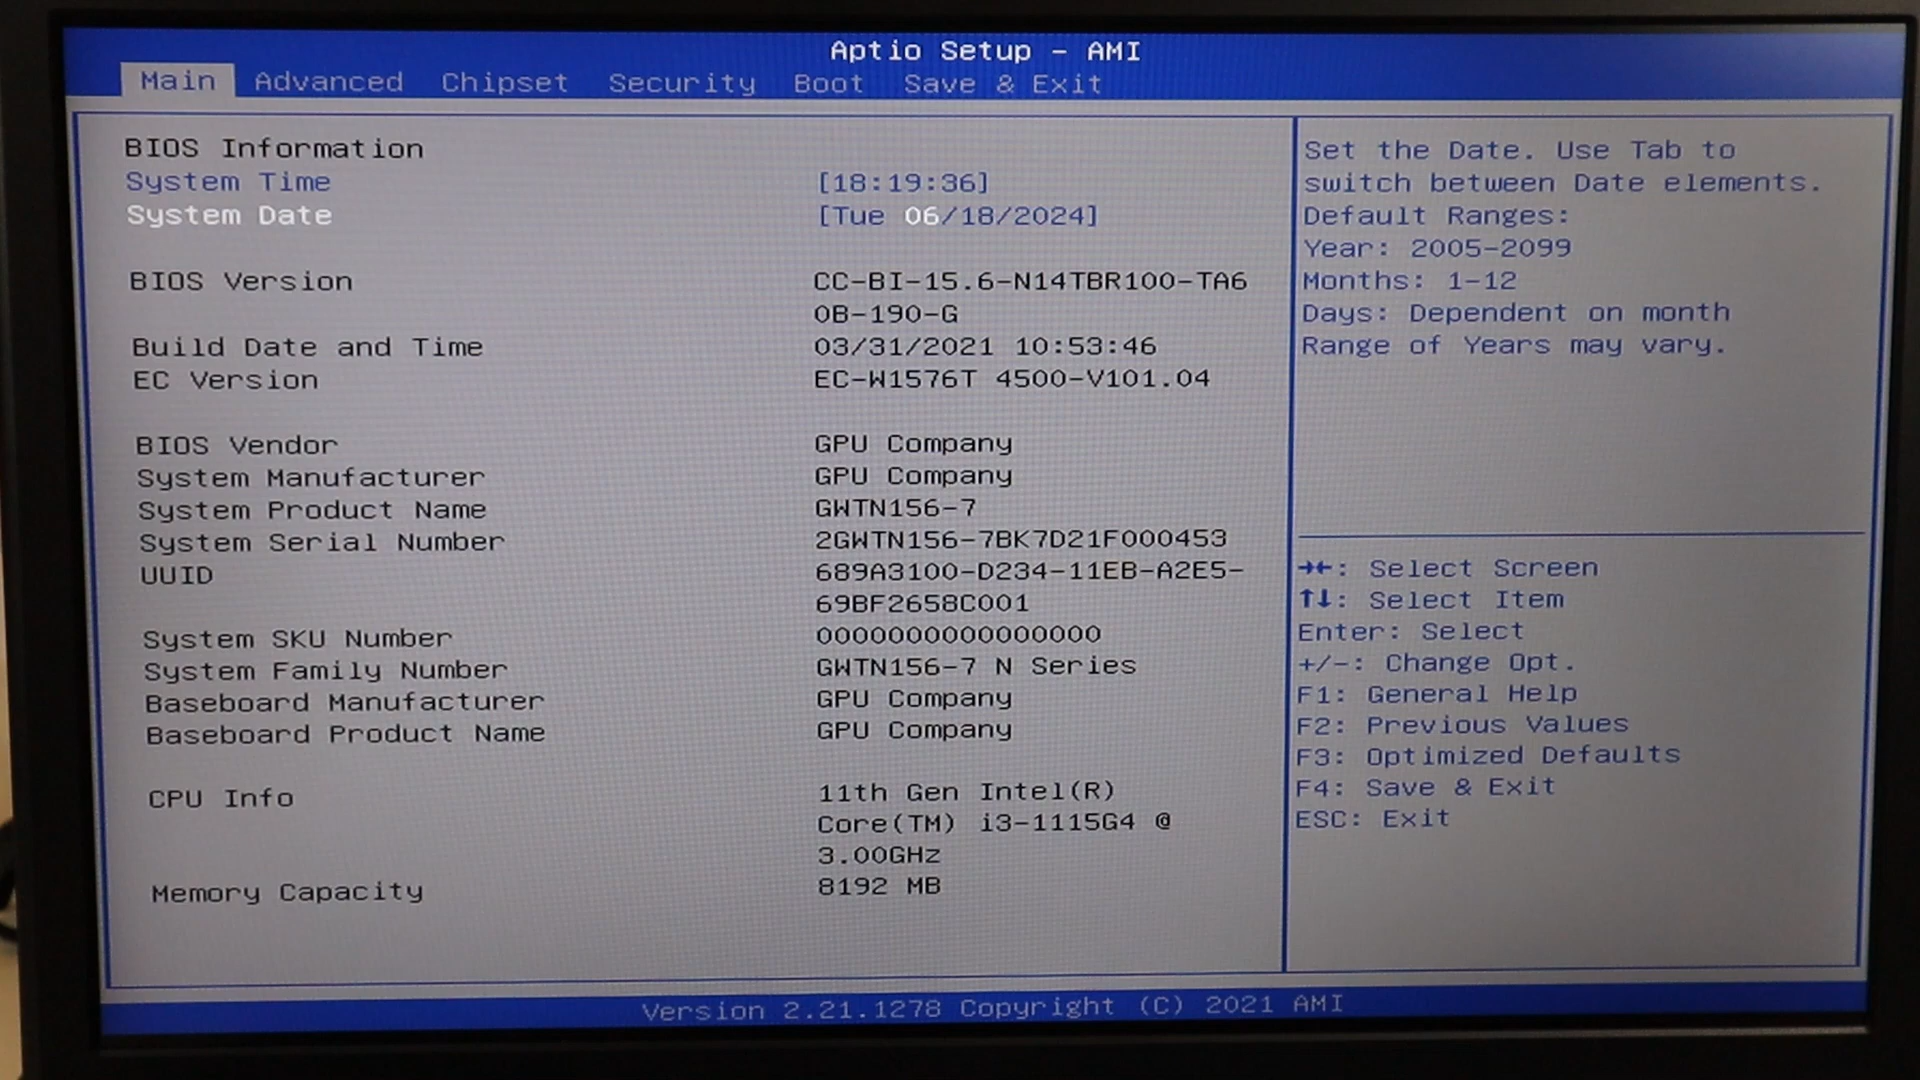 Aptio Setup - AMI
Main Advanced Chipset Security Boot Save & Exit
BIOS Information
System Time [18:19:36]
System Date [Tue 06/18/2024]
BIOS Version CC-BI-15.6-N14TBR100-TA6
0B-190-G
Build Date and Time 03/31/2021 10:53:46
EC Version EC-W1576T 4500-V101.04
BIOS Vendor GPU Company
System Manufacturer GPU Company
System Product Name GWTN156-7
System Serial Number 2GWTN156-7BK7D21F000453
UUID 689A3100-D234-11EB-A2E5-
69BF2658C001
System SKU Number 0000000000000000
System Family Number GWTN156-7 N Series
Baseboard Manufacturer GPU Company
Baseboard Product Name GPU Company
CPU Info 11th Gen Intel(R)
Core(TM) i3-1115G4 @
3.00GHz
Memory Capacity 8192 MB
Set the Date. Use Tab to
switch between Date elements.
Default Ranges:
Year: 2005-2099
Months: 1-12
Days: Dependent on month
Range of Years may vary.
→←: Select Screen
↑↓: Select Item
Enter: Select
+/-: Change Opt.
F1: General Help
F2: Previous Values
F3: Optimized Defaults
F4: Save & Exit
ESC: Exit
Version 2.21.1278 Copyright (C) 2021 AMI